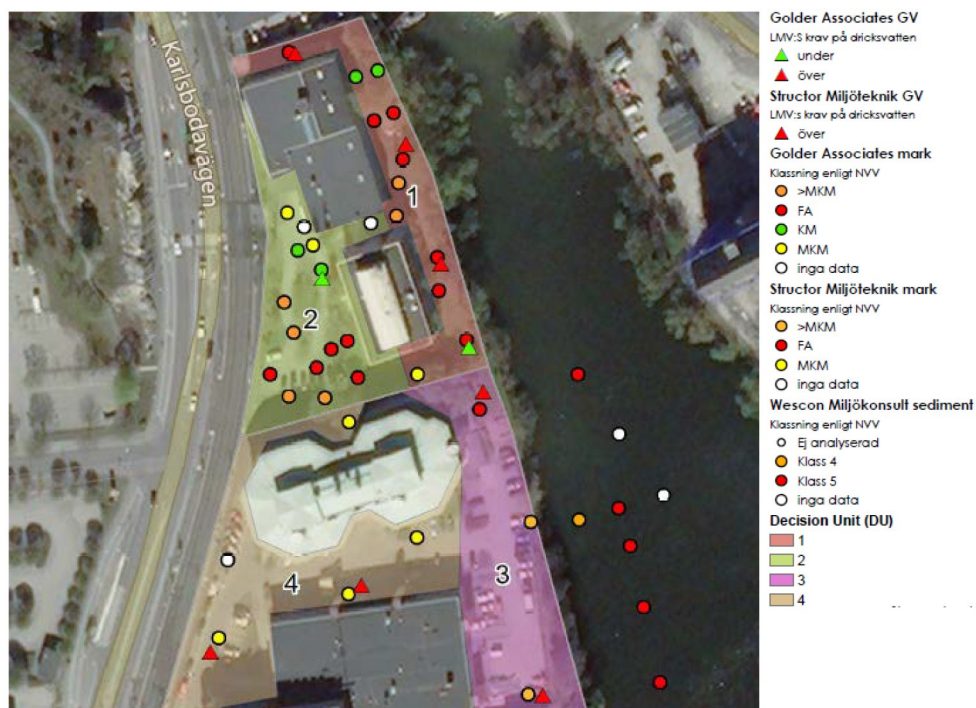 Karlsbodavägen
1
2
3
4
Golder Associates GV
LMV:S krav på dricksvatten
under
över
Structor Miljöteknik GV
LMV:s krav på dricksvatten
över
Golder Associates mark
Klassning enligt NVV
>MKM
FA
KM
MKM
inga data
Structor Miljöteknik mark
Klassning enligt NVV
>MKM
FA
MKM
inga data
Wescon Miljökonsult sediment
Klassning enligt NVV
Ej analyserad
Klass 4
Klass 5
inga data
Decision Unit (DU)
1
2
3
4